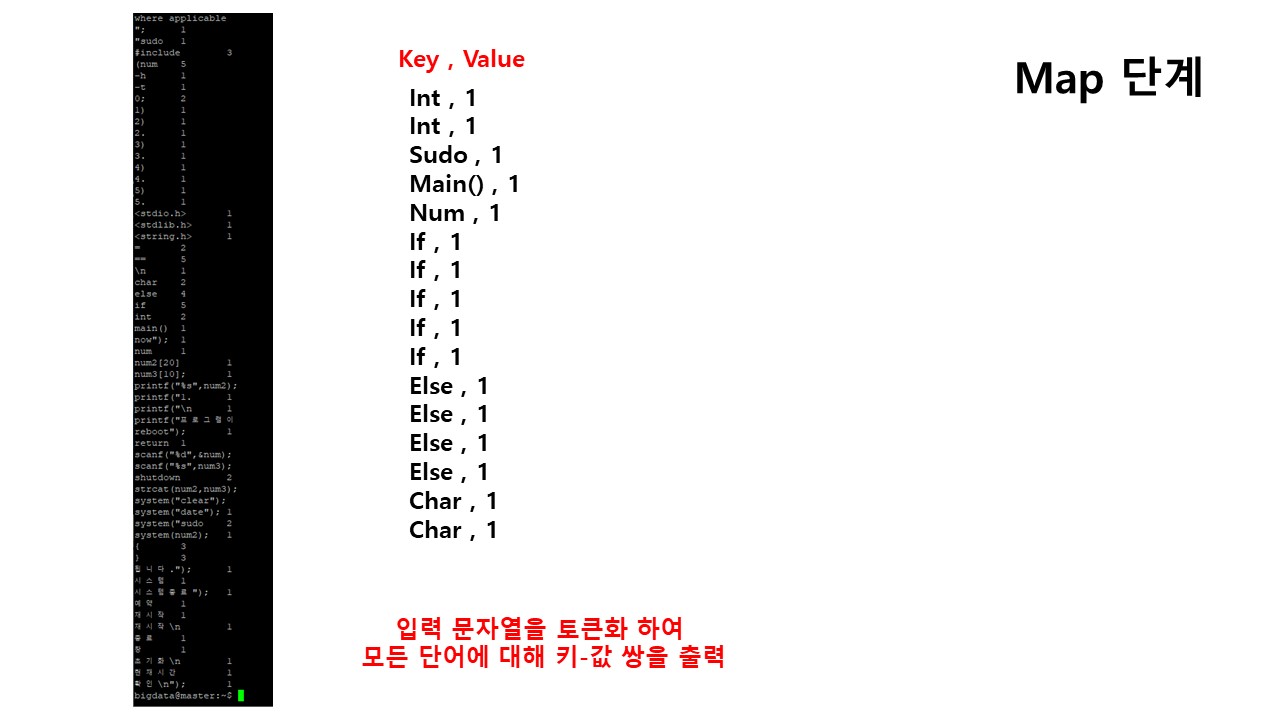 where applicable
";	1
"sudo	1
#include	3
(num	5
-h	1
-t	1
0;	2
1)	1
2)	1
2.	1
3)	1
3.	1
4)	1
4.	1
5)	1
5.	1
<stdio.h>	1
<stdlib.h>	1
<string.h>	1
=	2
==	5
\n	1
char	2
else	4
if	5
int	2
main()	1
now");	1
num	1
num2[20]	1
num3[10];	1
printf("%s",num2);
printf("1.	1
printf("\n	1
printf("프로그램이
reboot");	1
return	1
scanf("%d",&num);
scanf("%s",num3);
shutdown	2
strcat(num2,num3);
system("clear");
system("date");	1
system("sudo	2
system(num2);	1
{	3
}	3
됩니다.");	1
시스템	1
시스템종료");	1
예약	1
재시작	1
재시작\n	1
종료	1
창	1
초기화\n	1
현재시간	1
확인\n");	1
bigdata@master:~$
Key , Value
Int , 1
Int , 1
Sudo , 1
Main() , 1
Num , 1
If , 1
If , 1
If , 1
If , 1
If , 1
Else , 1
Else , 1
Else , 1
Else , 1
Char , 1
Char , 1
입력 문자열을 토큰화 하여
모든 단어에 대해 키-값 쌍을 출력
Map 단계